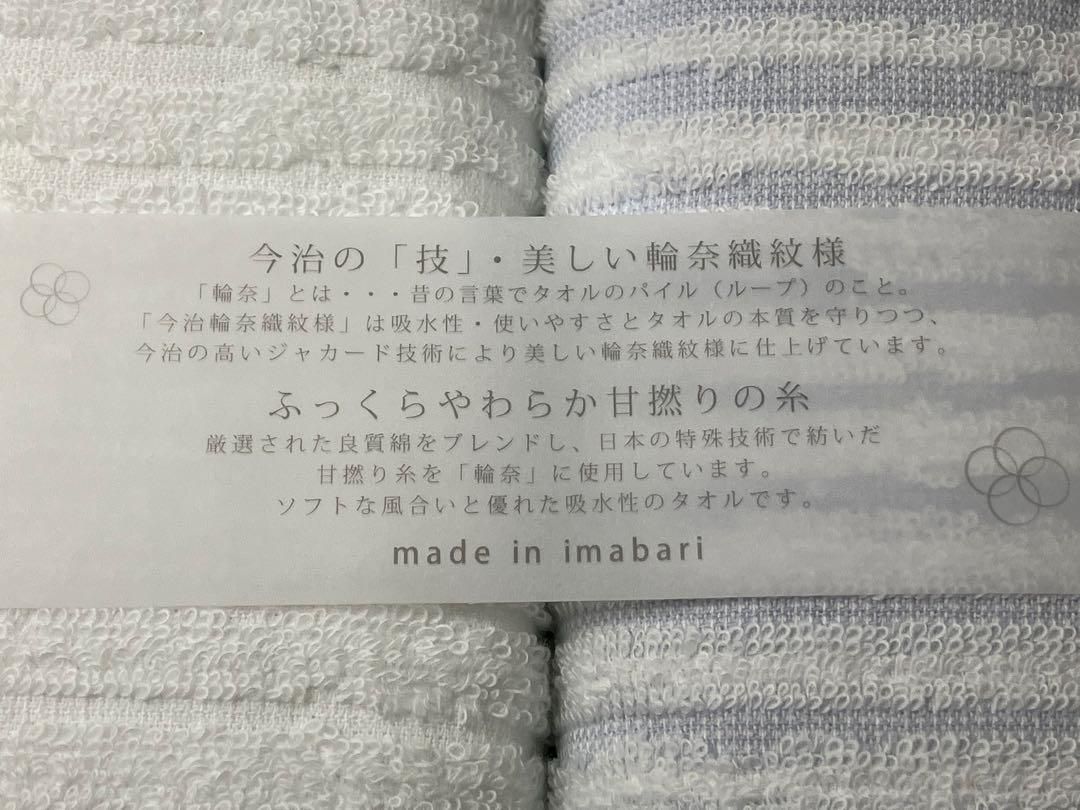 今治の「技」・美しい輪奈織紋様
「輪奈」とは・・・昔の言葉でタオルのパイル（ループ）のこと。
「今治輪奈織紋様」は吸水性・使いやすさとタオルの本質を守りつつ、
今治の高いジャカード技術により美しい輪奈織紋様に仕上げています。
ふっくらやわらか甘撚りの糸
厳選された良質綿をブレンドし、日本の特殊技術で紡いだ
甘撚り糸を「輪奈」に使用しています。
ソフトな風合いと優れた吸水性のタオルです。
made in imabari